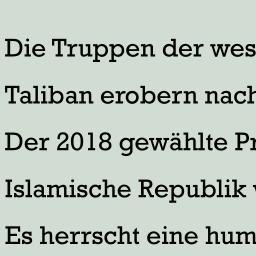 Die Truppen der wes
Taliban erobern nach
Der 2018 gewählte Pr
Islamische Republik
Es herrscht eine hum